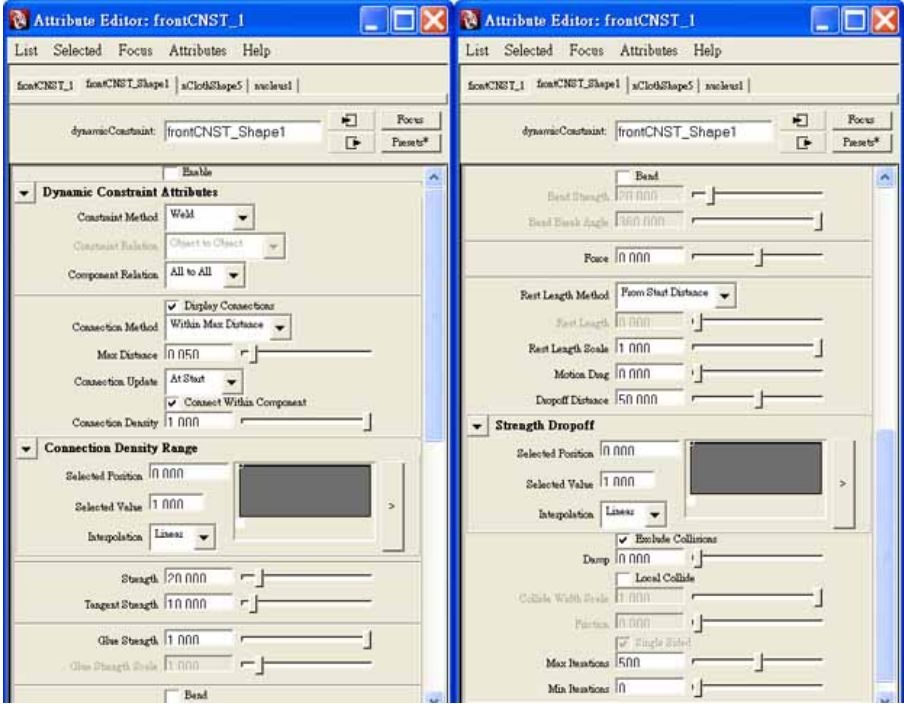 Attribute Editor: frontCNST_1
List Selected Focus Attributes Help
frontCNST_1 frontCNST_Shape1 nClothShape5 nucleus1
dynamicConstraint: frontCNST_Shape1
Focus
Presets*
Enable
Dynamic Constraint Attributes
Constraint Method Weld
Constraint Relation Object to Object
Component Relation All to All
Display Connections
Connection Method Within Max Distance
Max Distance 0.050
Connection Update At Start
Connect Within Component
Connection Density 1.000
Connection Density Range
Selected Position 0.000
Selected Value 1.000
Interpolation Linear
>
Strength 20.000
Tangent Strength 10.000
Glue Strength 1.000
Glue Strength Scale 1.000
Bend
Attribute Editor: frontCNST_1
List Selected Focus Attributes Help
frontCNST_1 frontCNST_Shape1 nClothShape5 nucleus1
dynamicConstraint: frontCNST_Shape1
Focus
Presets*
Bend
Bend Strength 20.000
Bend Break Angle 360.000
Force 0.000
Rest Length Method From Start Distance
Rest Length 0.000
Rest Length Scale 1.000
Motion Drag 0.000
Dropoff Distance 50.000
Strength Dropoff
Selected Position 0.000
Selected Value 1.000
Interpolation Linear
>
Exclude Collisions
Damp 0.000
Local Collide
Collide Width Scale 1.000
Friction 0.000
Single Sided
Max Iterations 500
Min Iterations 0